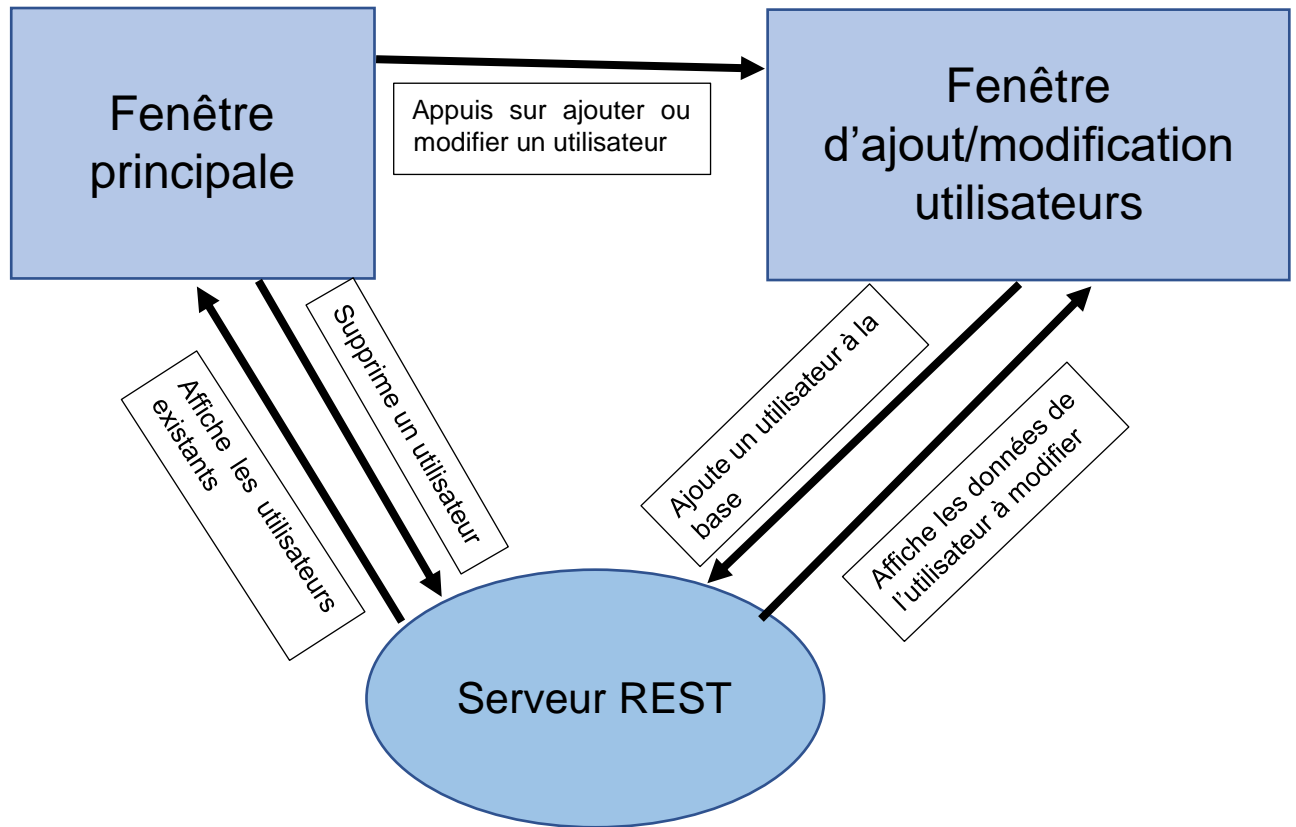 Fenêtre
principale
Appuis sur ajouter ou
modifier un utilisateur
Fenêtre
d’ajout/modification
utilisateurs
Affiche les utilisateurs
existants
Supprime un utilisateur
Ajoute un utilisateur à la
base
Affiche les données de
l’utilisateur à modifier
Serveur REST